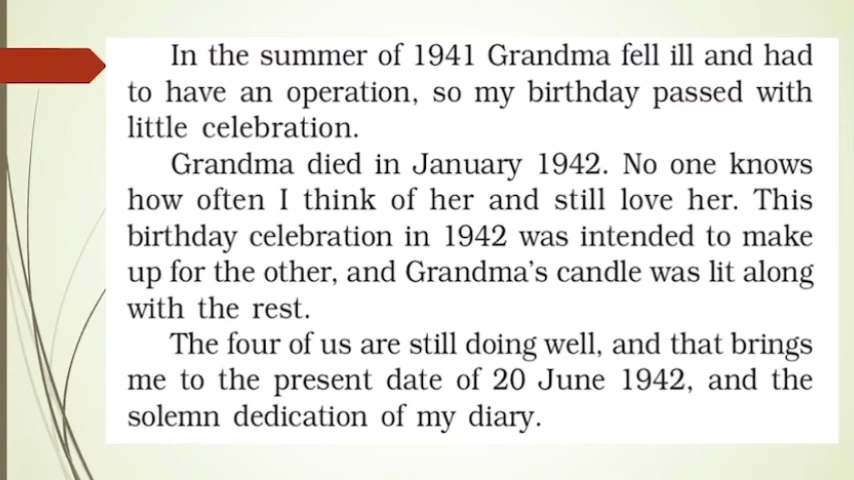 In the summer of 1941 Grandma fell ill and had
to have an operation, so my birthday passed with
little celebration.
Grandma died in January 1942. No one knows
how often I think of her and still love her. This
birthday celebration in 1942 was intended to make
up for the other, and Grandma’s candle was lit along
with the rest.
The four of us are still doing well, and that brings
me to the present date of 20 June 1942, and the
solemn dedication of my diary.